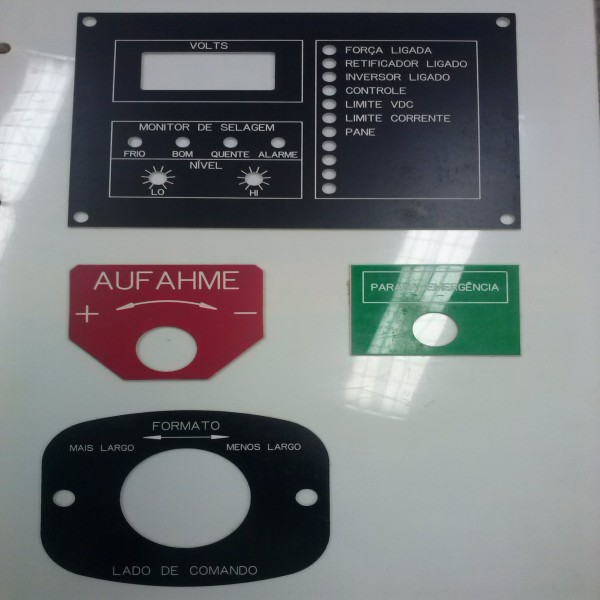 VOLTS
MONITOR DE SELAGEM
FRIO BOM QUENTE ALARME
NÍVEL
LO HI
FORÇA LIGADA
RETIFICADOR LIGADO
INVERSOR LIGADO
CONTROLE
LIMITE VDC
LIMITE CORRENTE
PANE
AUFAHME
+ −
EMERGÊNCIA
FORMATO
MAIS LARGO MENOS LARGO
LADO DE COMANDO